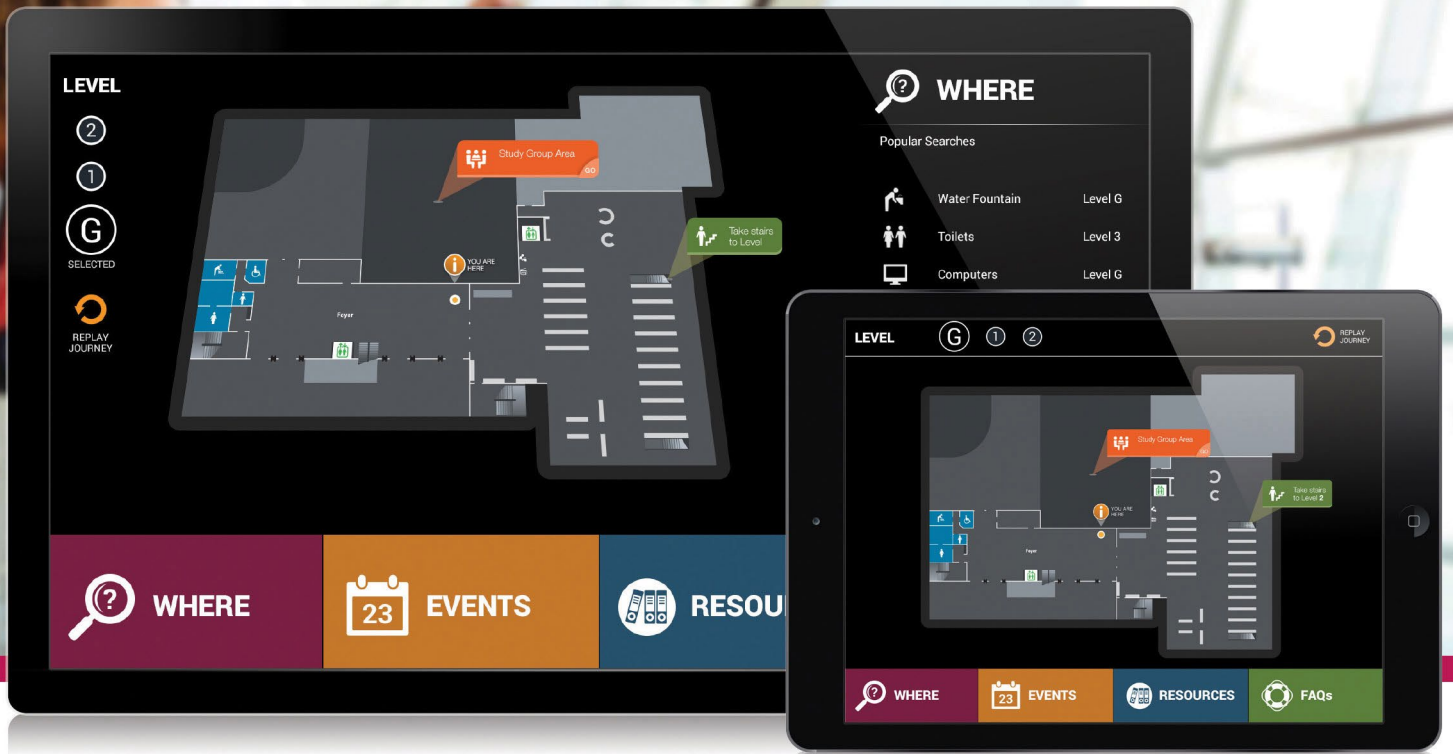 LEVEL
2
1
G
SELECTED
REPLAY
JOURNEY
Study Group Area
GO
YOU ARE
HERE
Foyer
Take stairs
to Level
WHERE
Popular Searches
Water Fountain Level G
Toilets Level 3
Computers Level G
WHERE
23
EVENTS
RESOU
LEVEL
G
1
2
REPLAY
JOURNEY
Study Group Area
GO
YOU ARE
HERE
Foyer
Take stairs
to Level 2
WHERE
23
EVENTS
RESOURCES
FAQs